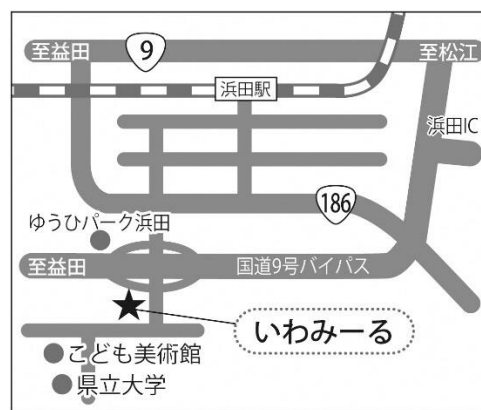 至益田
9
至松江
浜田駅
浜田IC
186
ゆうひパーク浜田
至益田
国道9号バイパス
いわみーる
こども美術館
県立大学